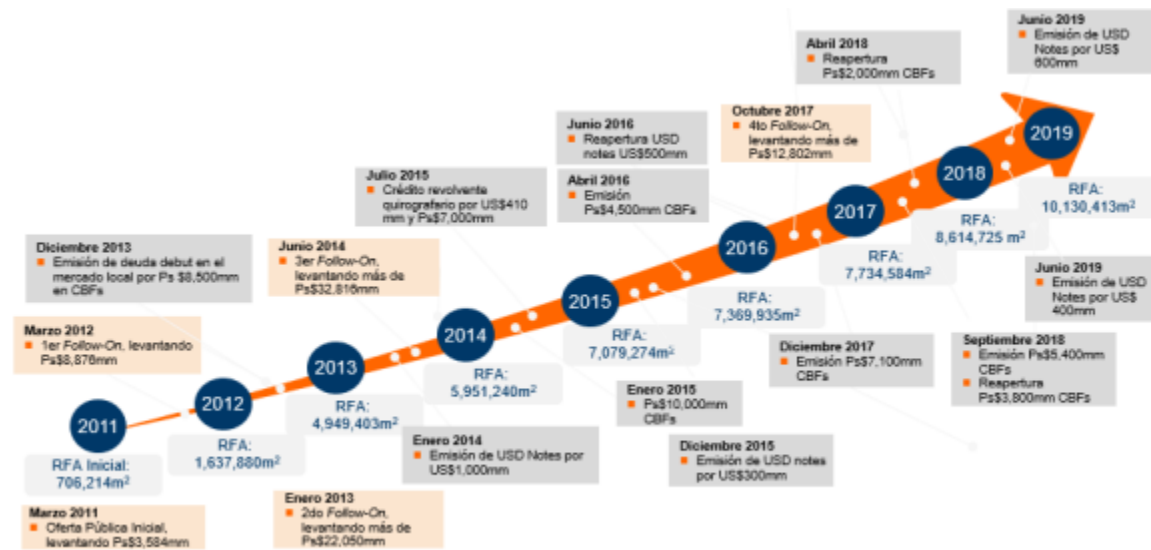 Junio 2019
Emisión de USD
Notes por US$
600mm
Abril 2018
Reapertura
Ps$2,000mm CBFs
Octubre 2017
4to Follow-On,
levantando más de
Ps$12,802mm
Junio 2016
Reapertura USD
notes US$500mm
Abril 2016
Emisión
Ps$4,500mm CBFs
Julio 2015
Crédito revolvente
quirografario por US$410
mm y Ps$7,000mm
Junio 2014
3er Follow-On,
levantando más de
Ps$32,816mm
Diciembre 2013
Emisión de deuda debut en el
mercado local por Ps $8,500mm
en CBFs
Marzo 2012
1er Follow-On, levantando
Ps$8,876mm
2011
2012
2013
2014
2015
2016
2017
2018
2019
RFA Inicial:
706,214m²
RFA:
1,637,880m²
RFA:
4,949,403m²
RFA:
5,951,240m²
RFA:
7,079,274m²
RFA:
7,369,935m²
RFA:
7,734,584m²
RFA:
8,614,725 m²
RFA:
10,130,413m²
Marzo 2011
Oferta Pública Inicial,
levantando Ps$3,584mm
Enero 2013
2do Follow-On,
levantando más de
Ps$22,050mm
Enero 2014
Emisión de USD Notes por
US$1,000mm
Enero 2015
Ps$10,000mm
CBFs
Diciembre 2015
Emisión de USD notes
por US$300mm
Diciembre 2017
Emisión Ps$7,100mm
CBFs
Septiembre 2018
Emisión Ps$5,400mm
CBFs
Reapertura
Ps$3,800mm CBFs
Junio 2019
Emisión de USD
Notes por US$
400mm